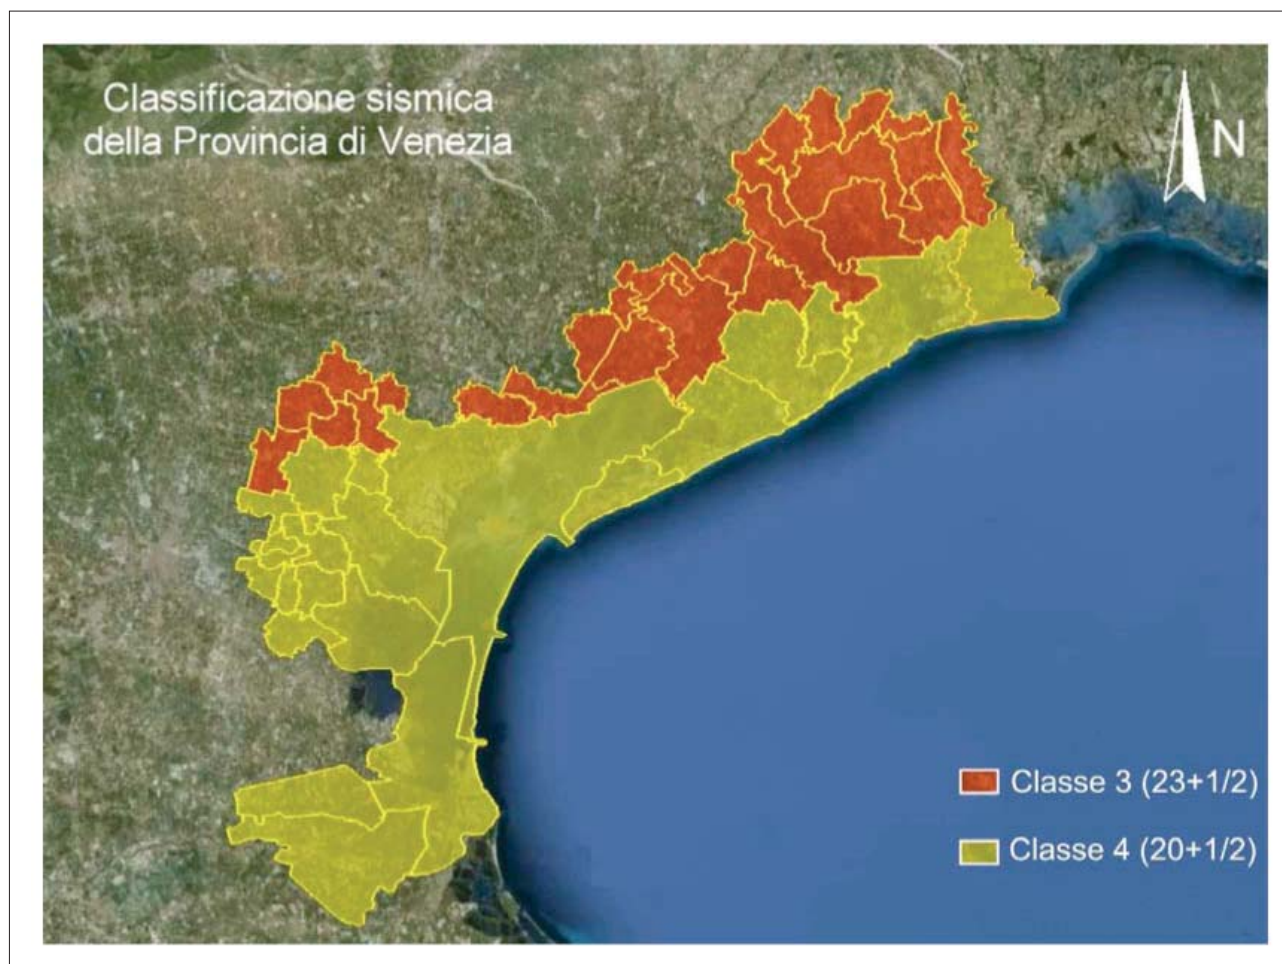 Classificazione sismica
della Provincia di Venezia
N
Classe 3 (23+1/2)
Classe 4 (20+1/2)